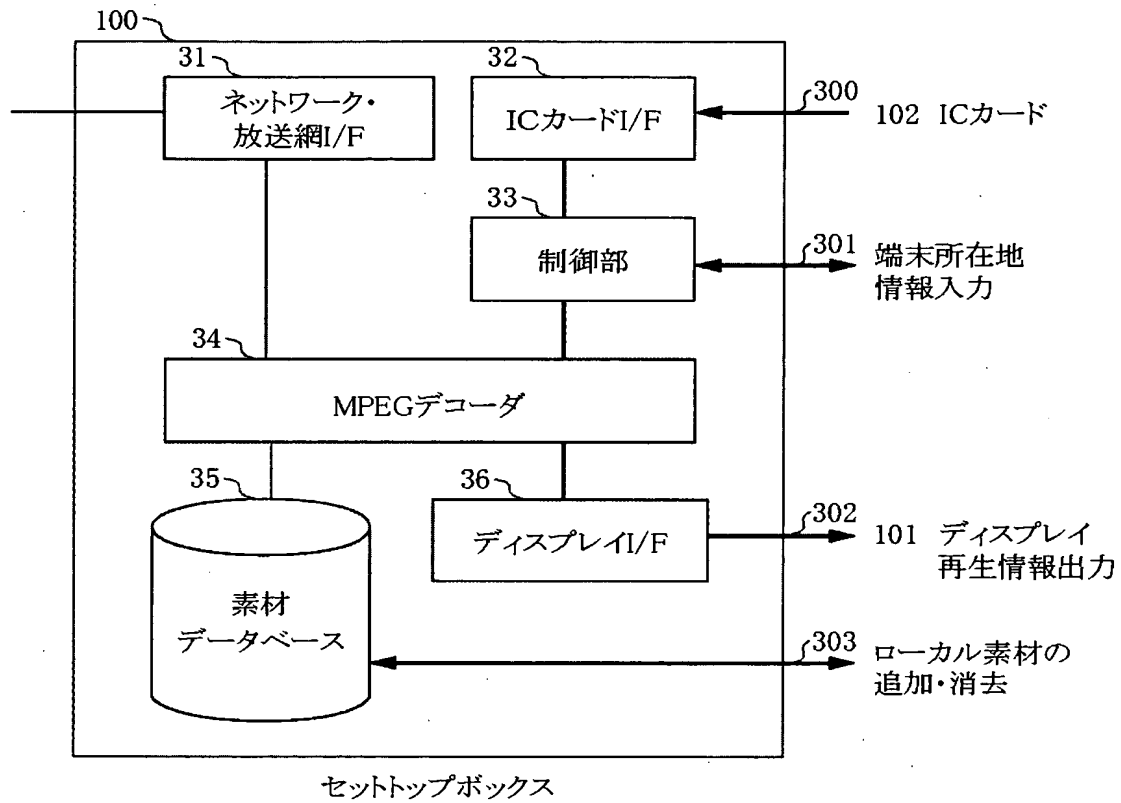 100
31
ネットワーク・
放送網I/F
32
ICカードI/F
300
102 ICカード
33
制御部
301
端末所在地
情報入力
34
MPEGデコーダ
35
素材
データベース
36
ディスプレイI/F
302
101 ディスプレイ
再生情報出力
303
ローカル素材の
追加・消去
セットトップボックス